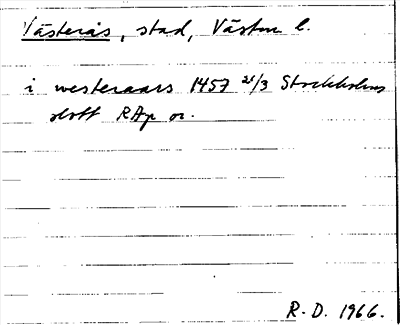 Västerås, stad, Västm l.
i westeraars 1457 21/3 Stockholms
slott RAp or.
R.D. 1966.